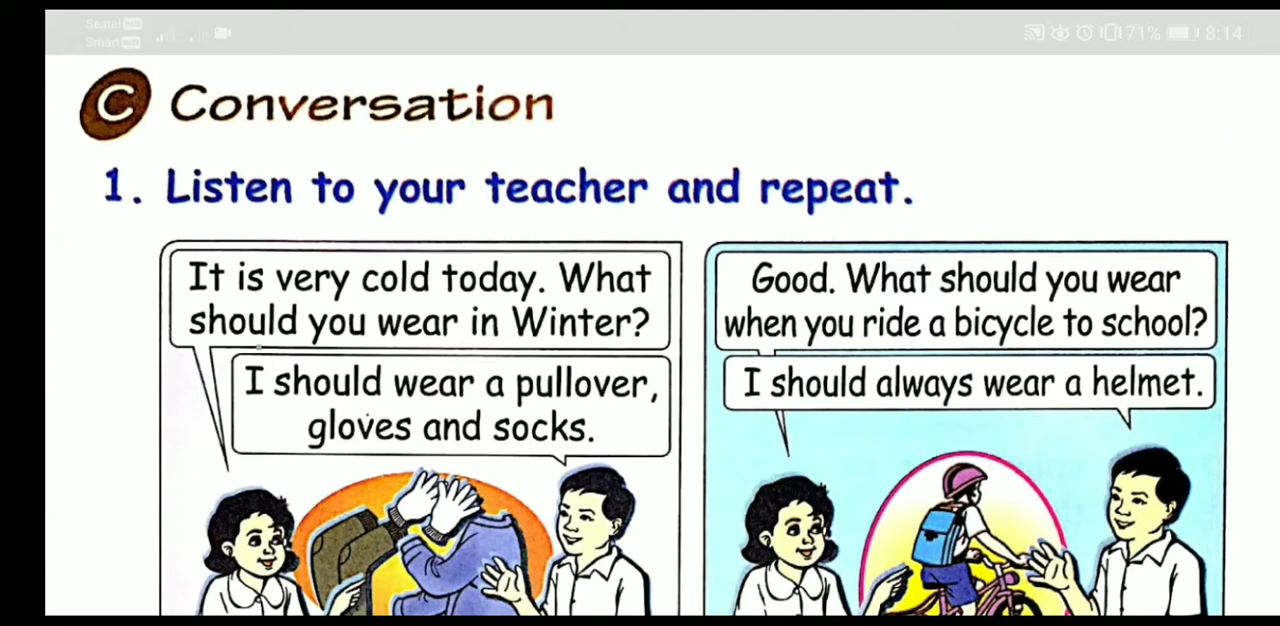 Seatel
Smart
71% 8:14
C Conversation
1. Listen to your teacher and repeat.
It is very cold today. What
should you wear in Winter?
I should wear a pullover,
gloves and socks.
Good. What should you wear
when you ride a bicycle to school?
I should always wear a helmet.